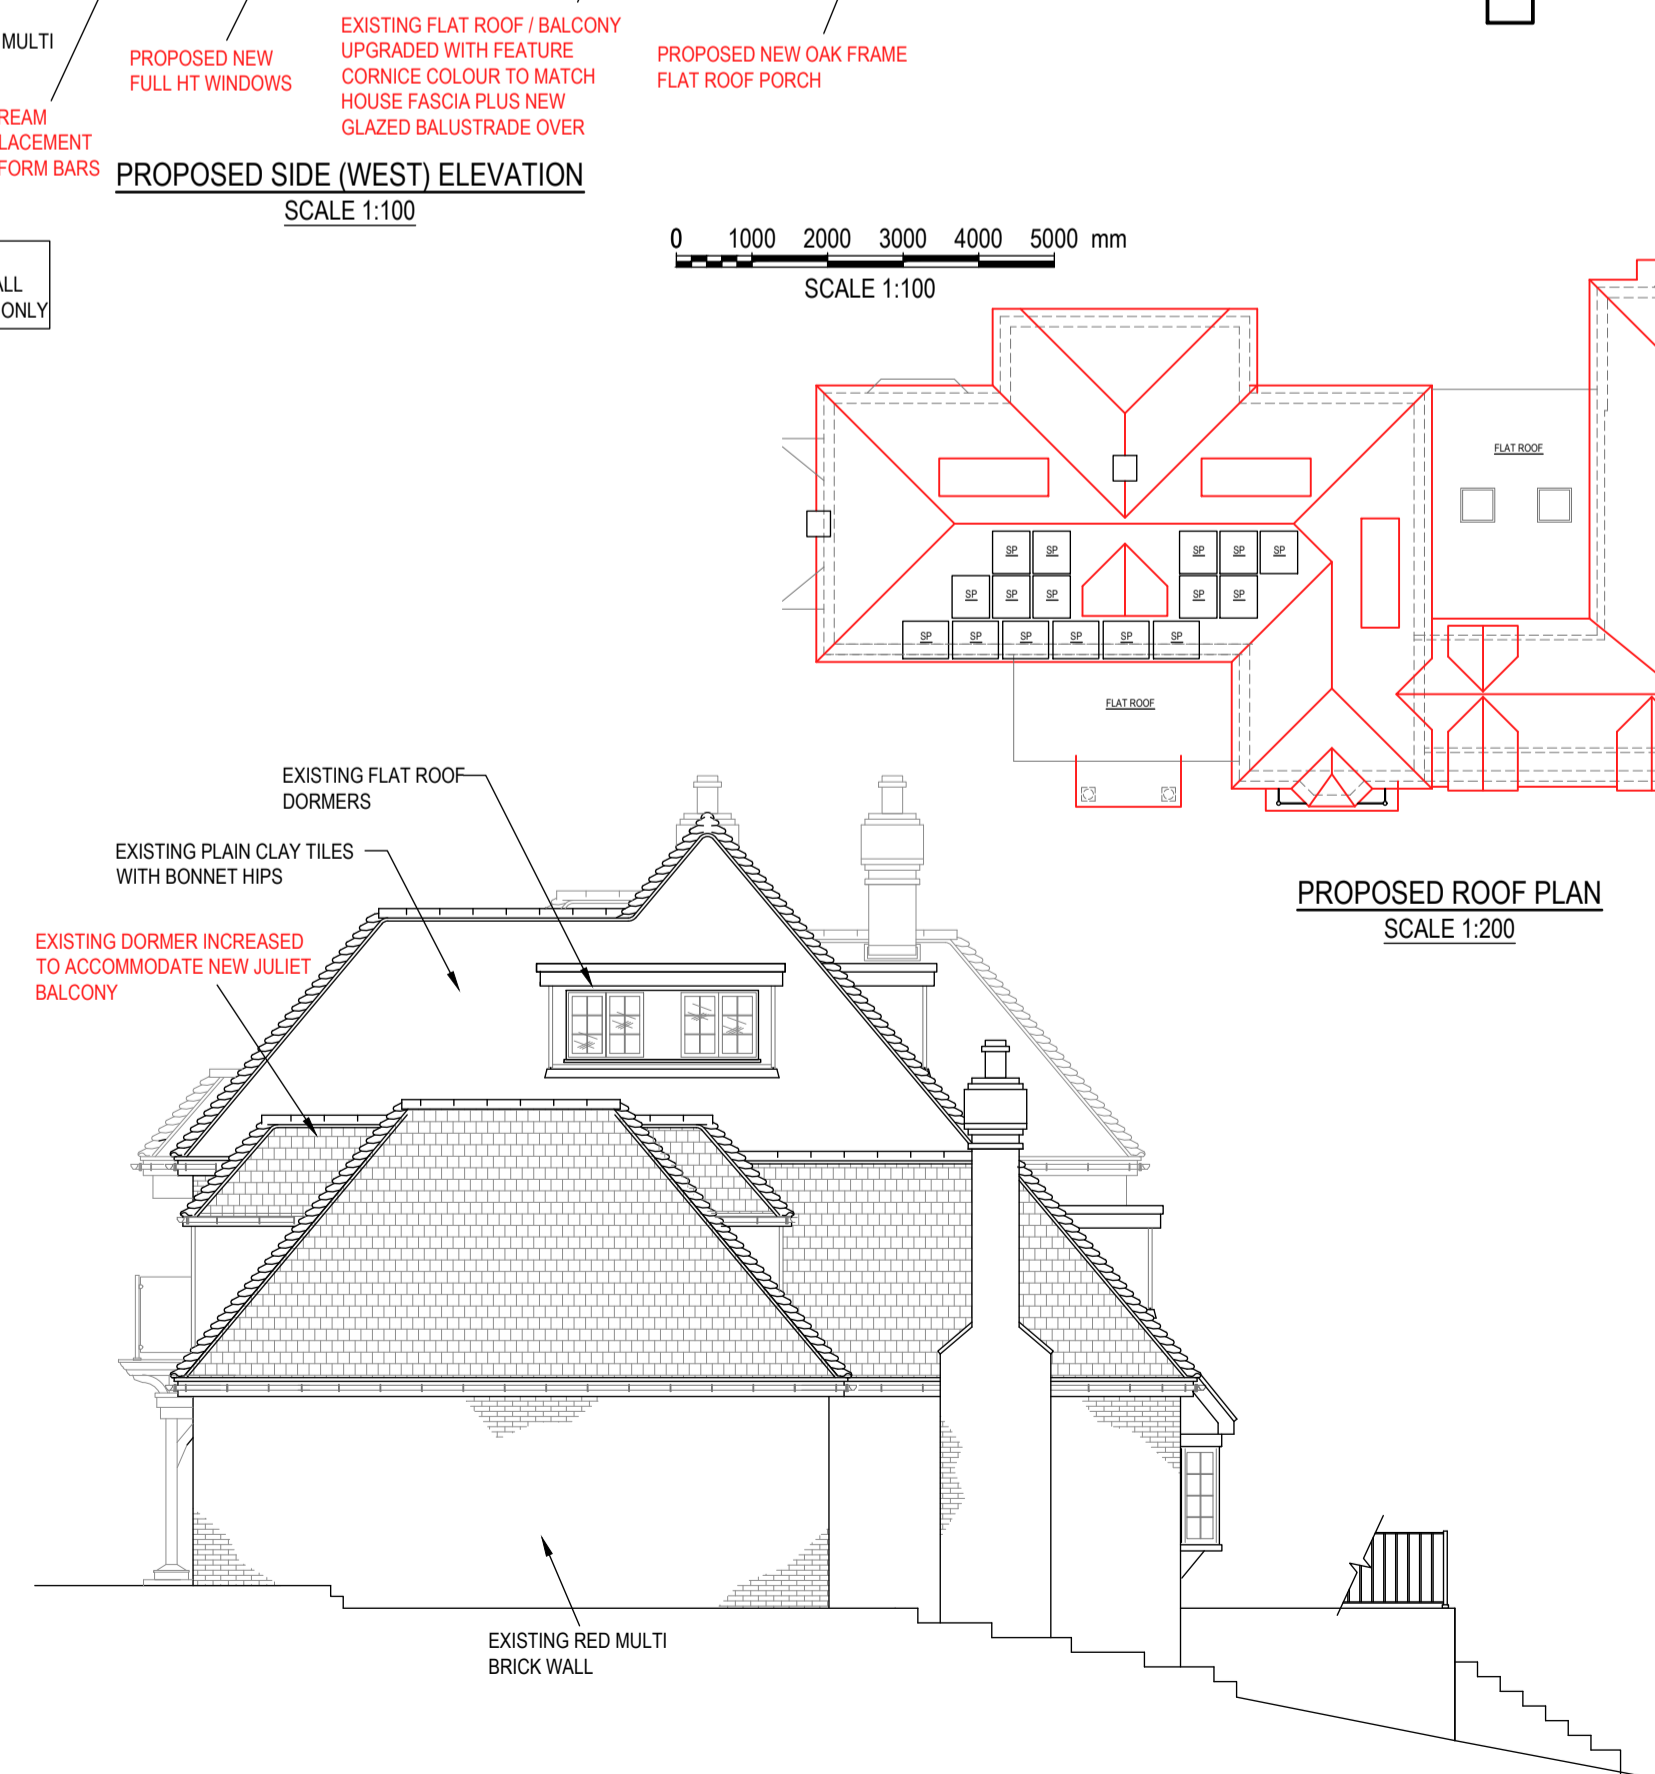 MULTI
PROPOSED NEW
FULL HT WINDOWS
EXISTING FLAT ROOF / BALCONY
UPGRADED WITH FEATURE
CORNICE COLOUR TO MATCH
HOUSE FASCIA PLUS NEW
GLAZED BALUSTRADE OVER
PROPOSED NEW OAK FRAME
FLAT ROOF PORCH
REAM
LACEMENT
FORM BARS
PROPOSED SIDE (WEST) ELEVATION
SCALE 1:100
ALL
ONLY
0 1000 2000 3000 4000 5000 mm
SCALE 1:100
FLAT ROOF
SP SP SP SP SP
SP SP SP SP SP
SP SP SP SP SP SP
FLAT ROOF
PROPOSED ROOF PLAN
SCALE 1:200
EXISTING FLAT ROOF
DORMERS
EXISTING PLAIN CLAY TILES
WITH BONNET HIPS
EXISTING DORMER INCREASED
TO ACCOMMODATE NEW JULIET
BALCONY
EXISTING RED MULTI
BRICK WALL